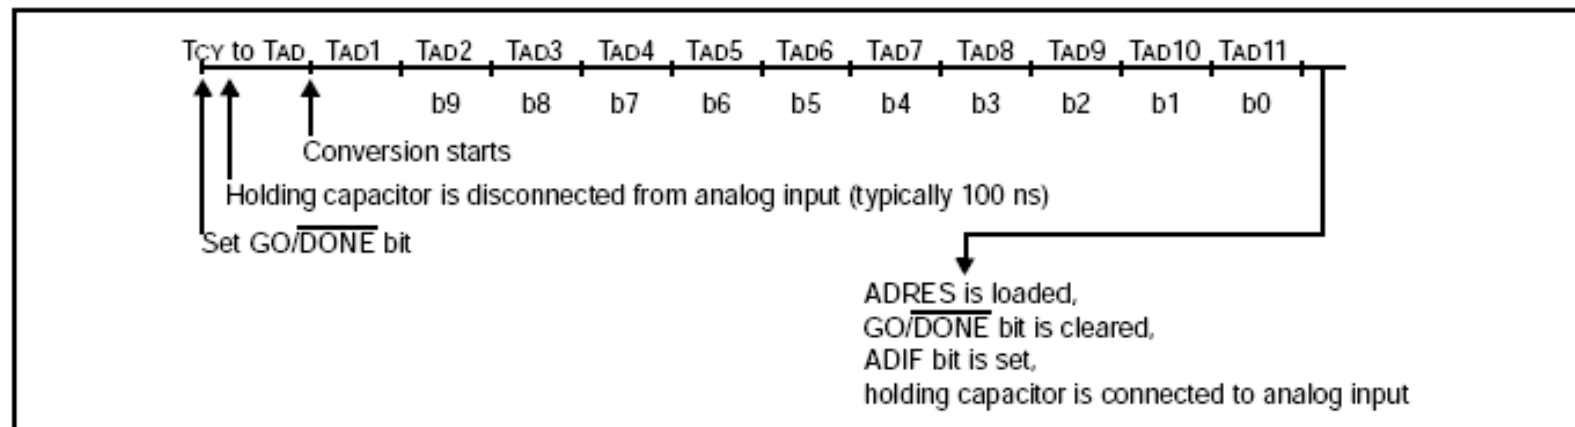 TCY to TAD TAD1 TAD2 TAD3 TAD4 TAD5 TAD6 TAD7 TAD8 TAD9 TAD10 TAD11
b9 b8 b7 b6 b5 b4 b3 b2 b1 b0
Conversion starts
Holding capacitor is disconnected from analog input (typically 100 ns)
Set GO/DONE bit
ADRES is loaded,
GO/DONE bit is cleared,
ADIF bit is set,
holding capacitor is connected to analog input